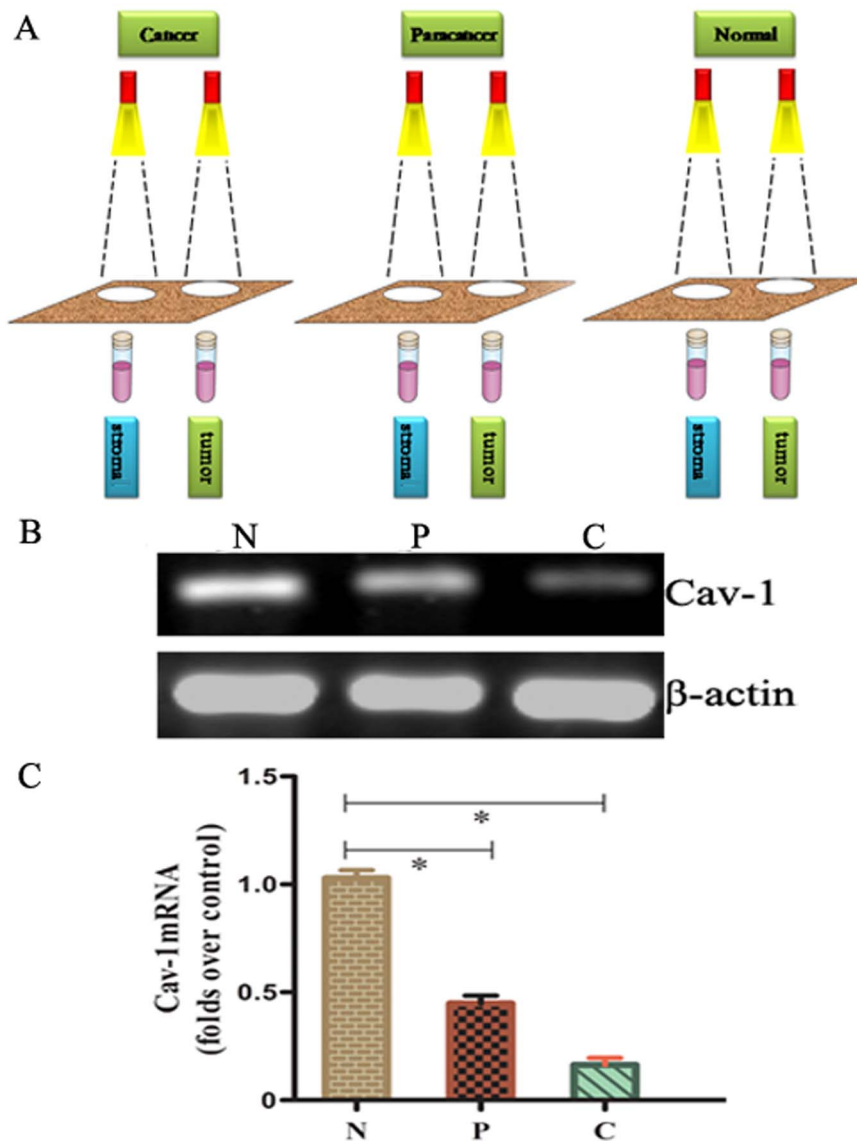 A
Cancer Paracancer Normal
stroma tumor stroma tumor stroma tumor
B
N P C
Cav-1
β-actin
C
Cav-1mRNA
(folds over control)
1.5
1.0
0.5
0
*
*
N P C